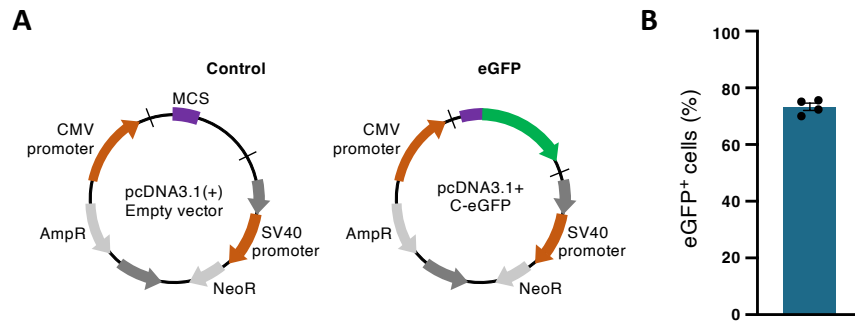 A
Control
MCS
CMV
promoter
pcDNA3.1(+)
Empty vector
AmpR
SV40
promoter
NeoR
eGFP
CMV
promoter
pcDNA3.1+
C-eGFP
AmpR
SV40
promoter
NeoR
B
eGFP⁺ cells (%)
100
80
60
40
20
0